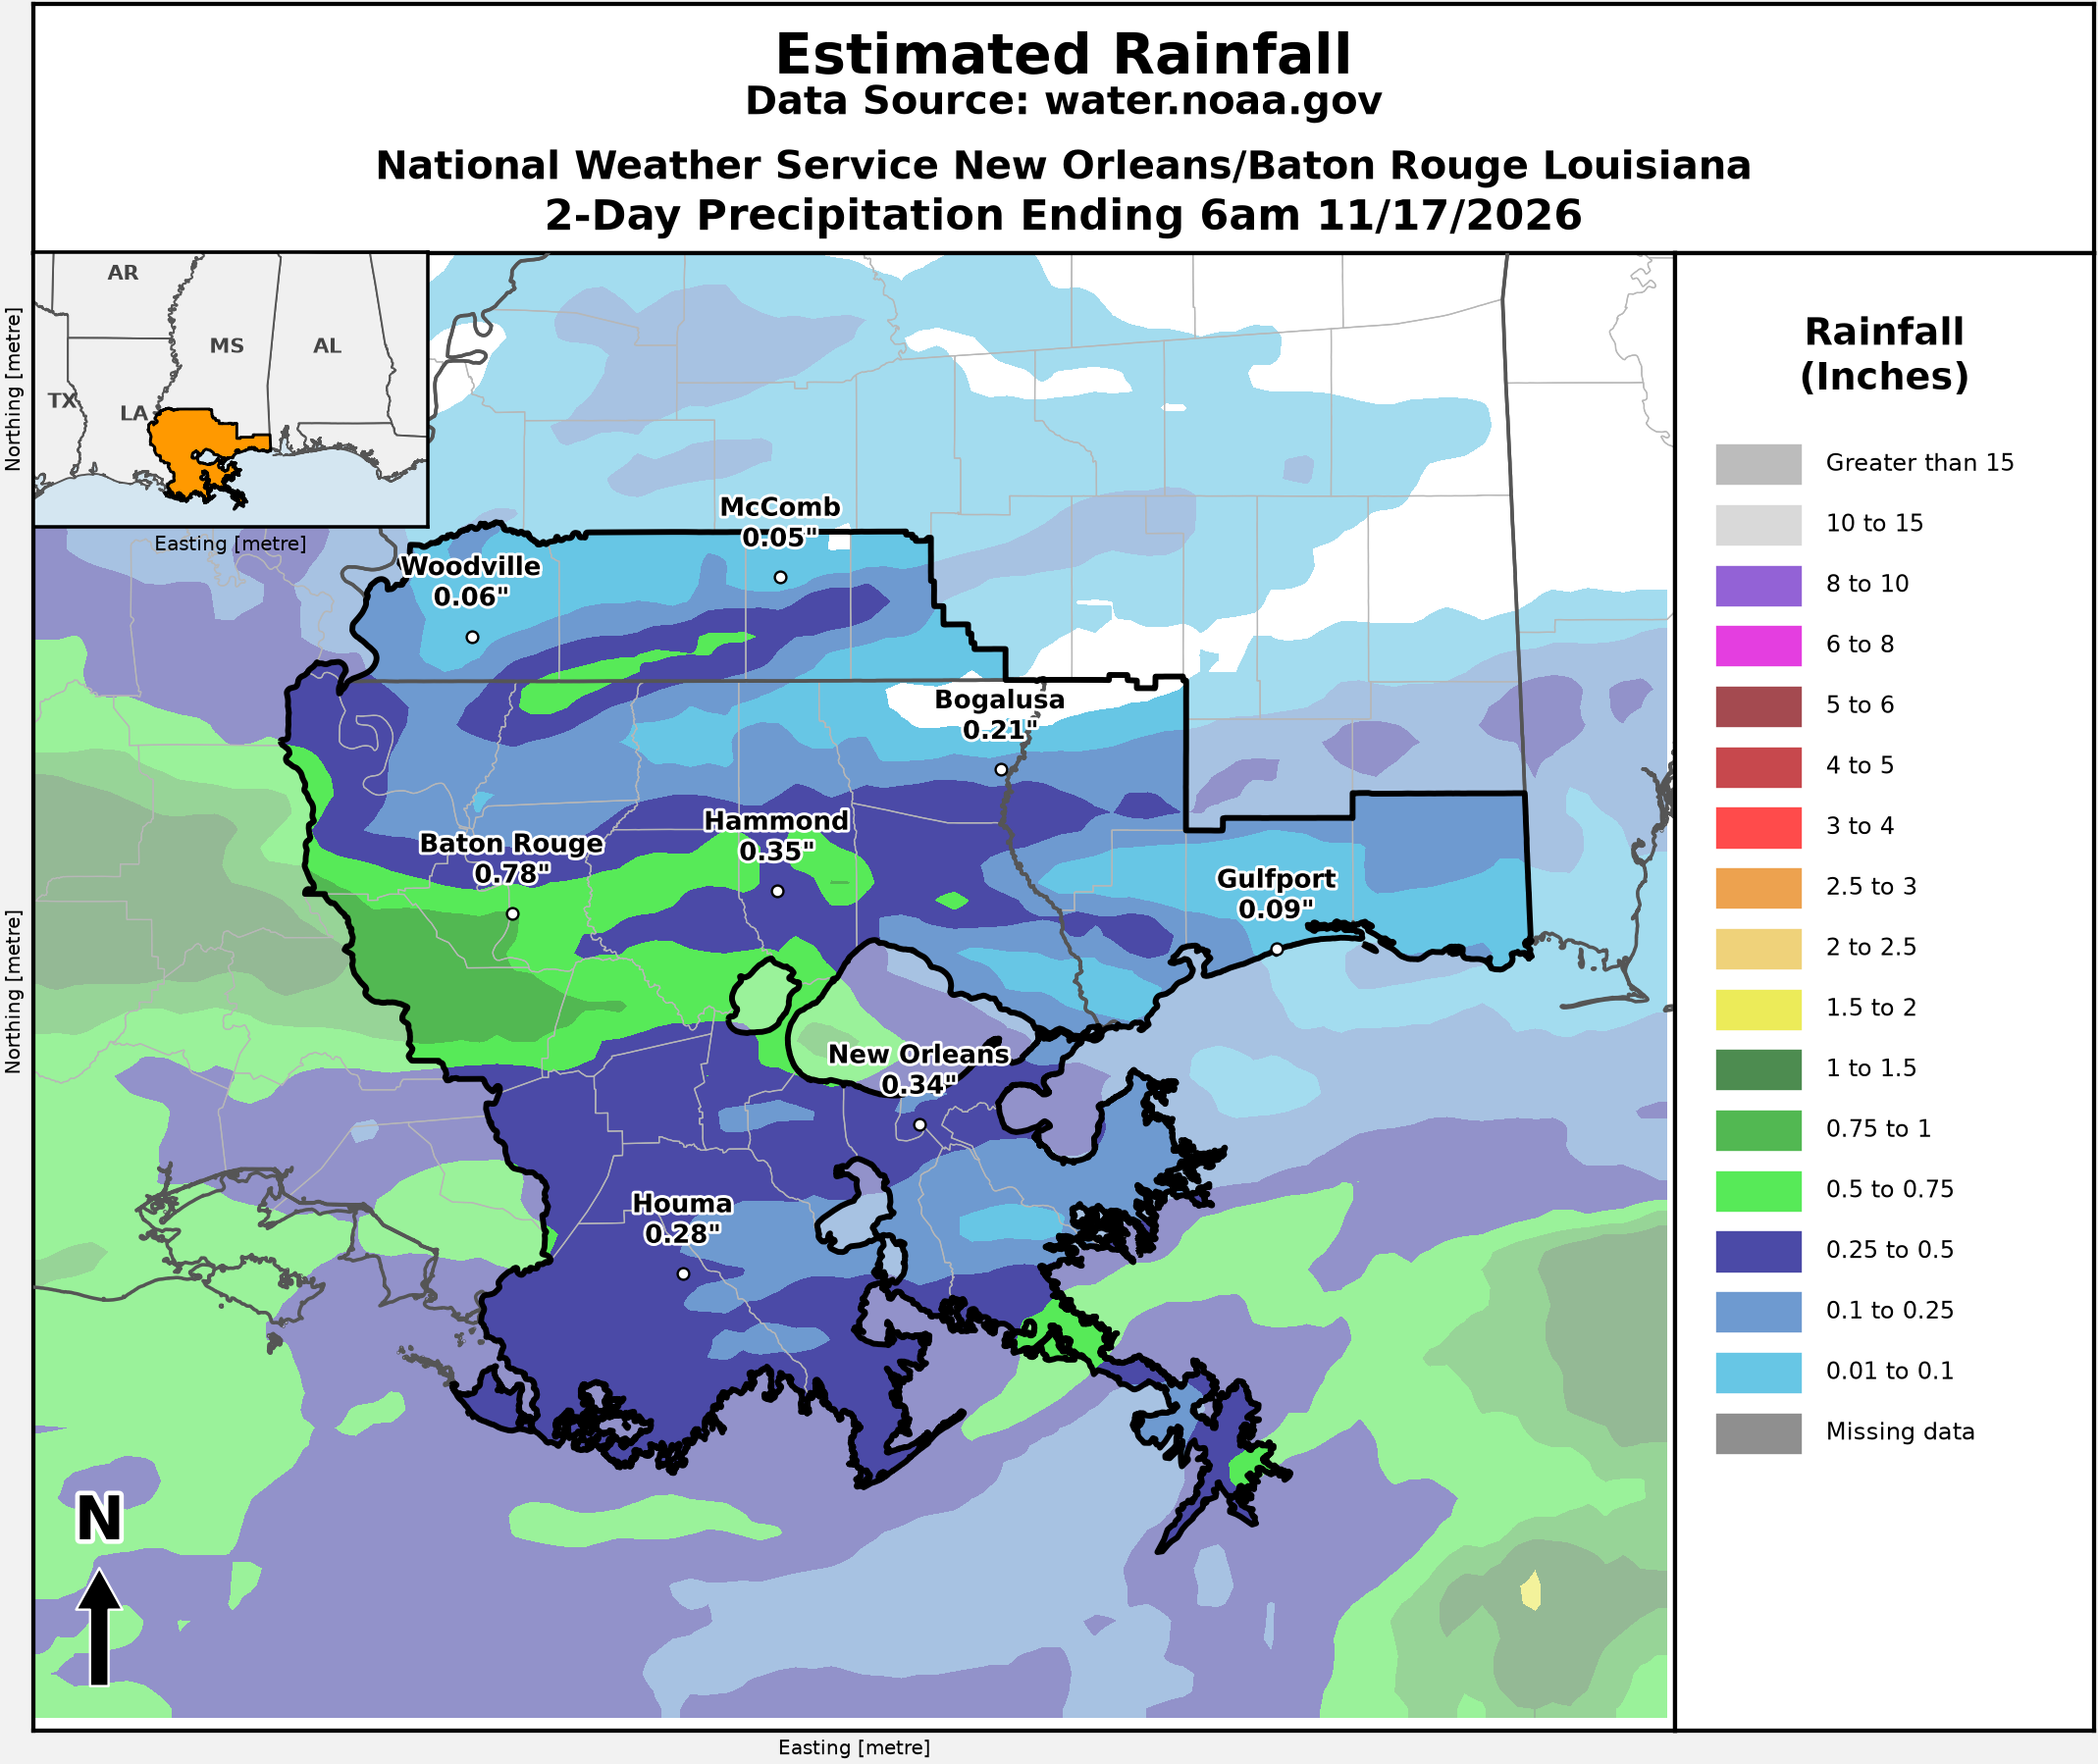 Estimated Rainfall
Data Source: water.noaa.gov
National Weather Service New Orleans/Baton Rouge Louisiana
2-Day Precipitation Ending 6am 11/17/2026
Northing [metre]
AR
MS
AL
TX
LA
Easting [metre]
McComb
0.05"
Woodville
0.06"
Bogalusa
0.21"
Hammond
0.35"
Baton Rouge
0.78"
Gulfport
0.09"
Northing [metre]
New Orleans
0.34"
Houma
0.28"
N
Easting [metre]
Rainfall
(Inches)
Greater than 15
10 to 15
8 to 10
6 to 8
5 to 6
4 to 5
3 to 4
2.5 to 3
2 to 2.5
1.5 to 2
1 to 1.5
0.75 to 1
0.5 to 0.75
0.25 to 0.5
0.1 to 0.25
0.01 to 0.1
Missing data